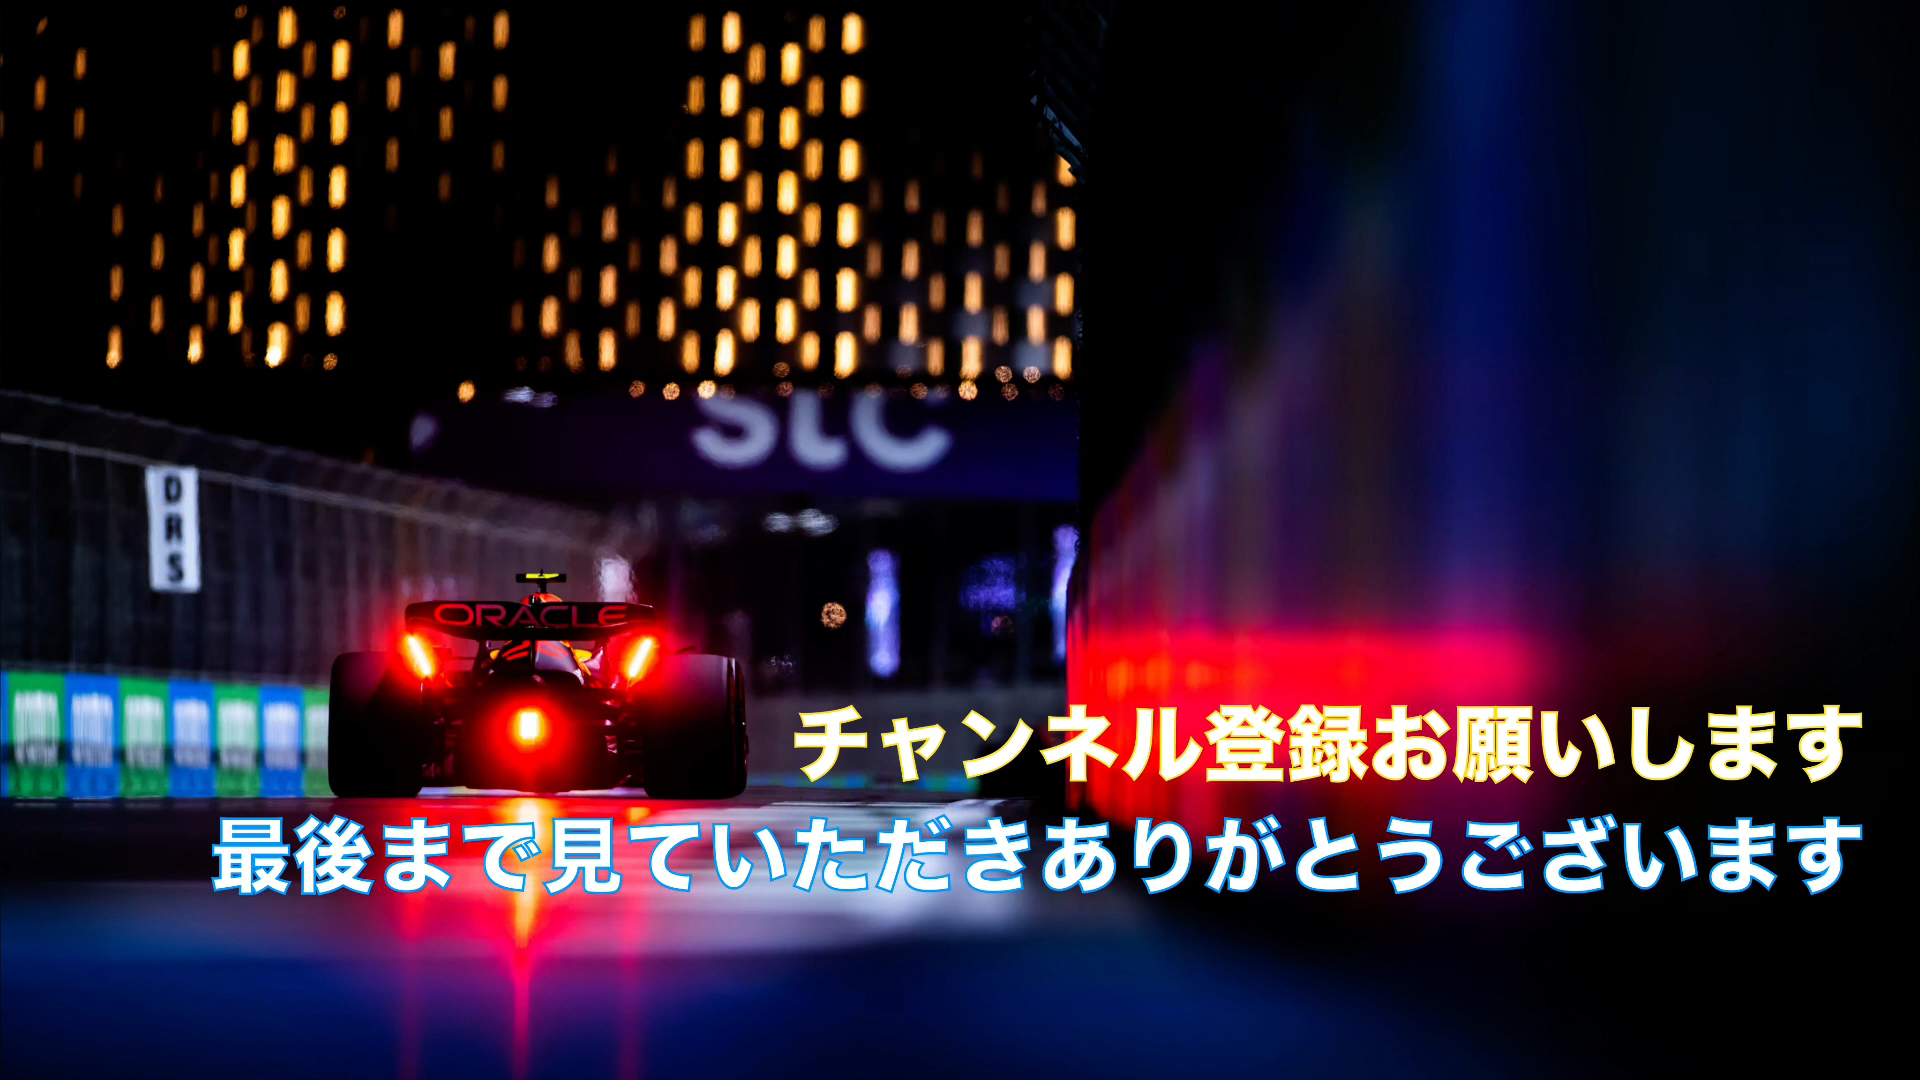 stc
DRS
ORACLE
チャンネル登録お願いします
最後まで見ていただきありがとうございます